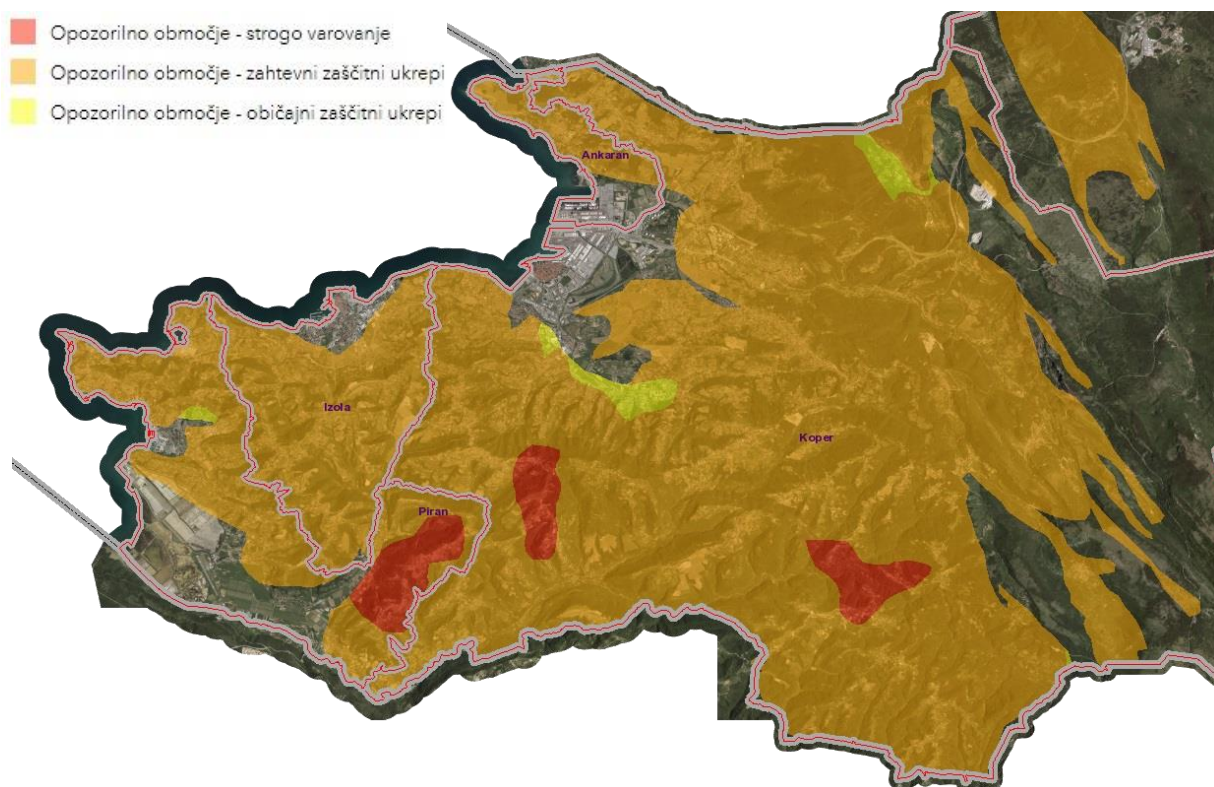 Opozorilno območje - strogo varovanje
Opozorilno območje - zahtevni zaščitni ukrepi
Opozorilno območje - običajni zaščitni ukrepi
Ankaran
Izola
Koper
Piran